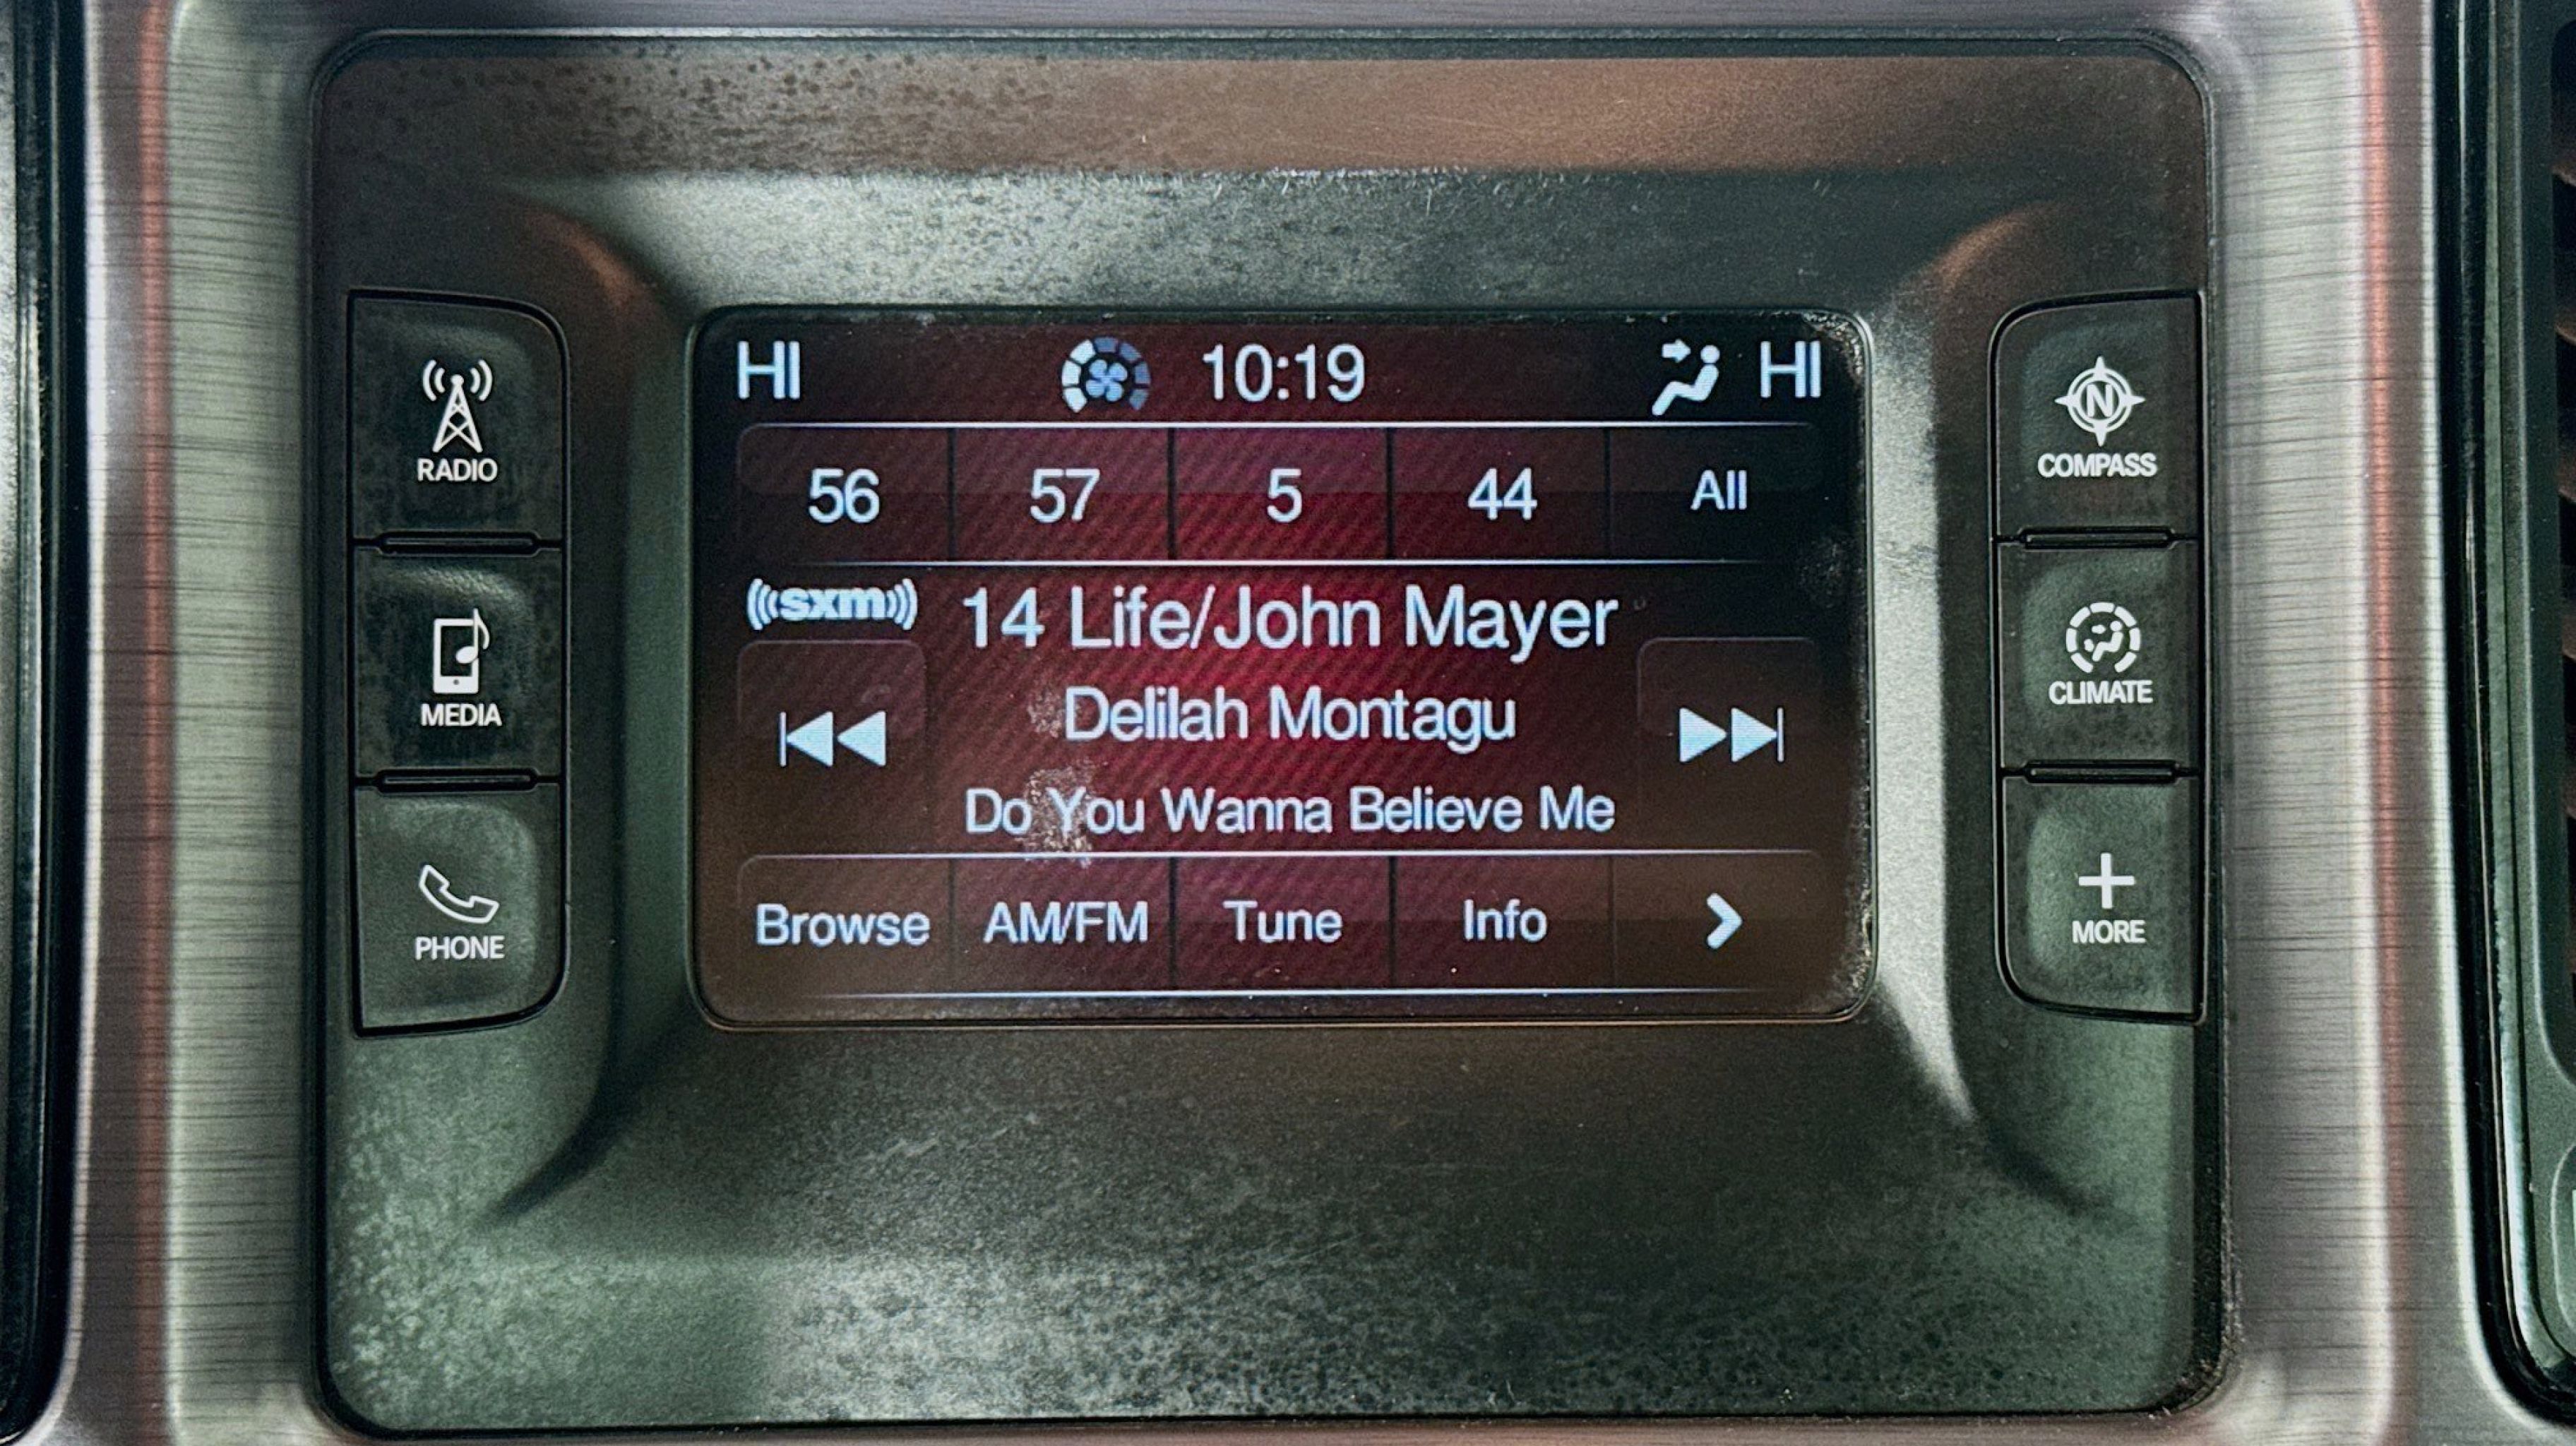 HI 10:19 HI
56 57 5 44 All
sxm 14 Life/John Mayer
Delilah Montagu
Do You Wanna Believe Me
Browse AM/FM Tune Info
RADIO
MEDIA
PHONE
N
COMPASS
CLIMATE
MORE